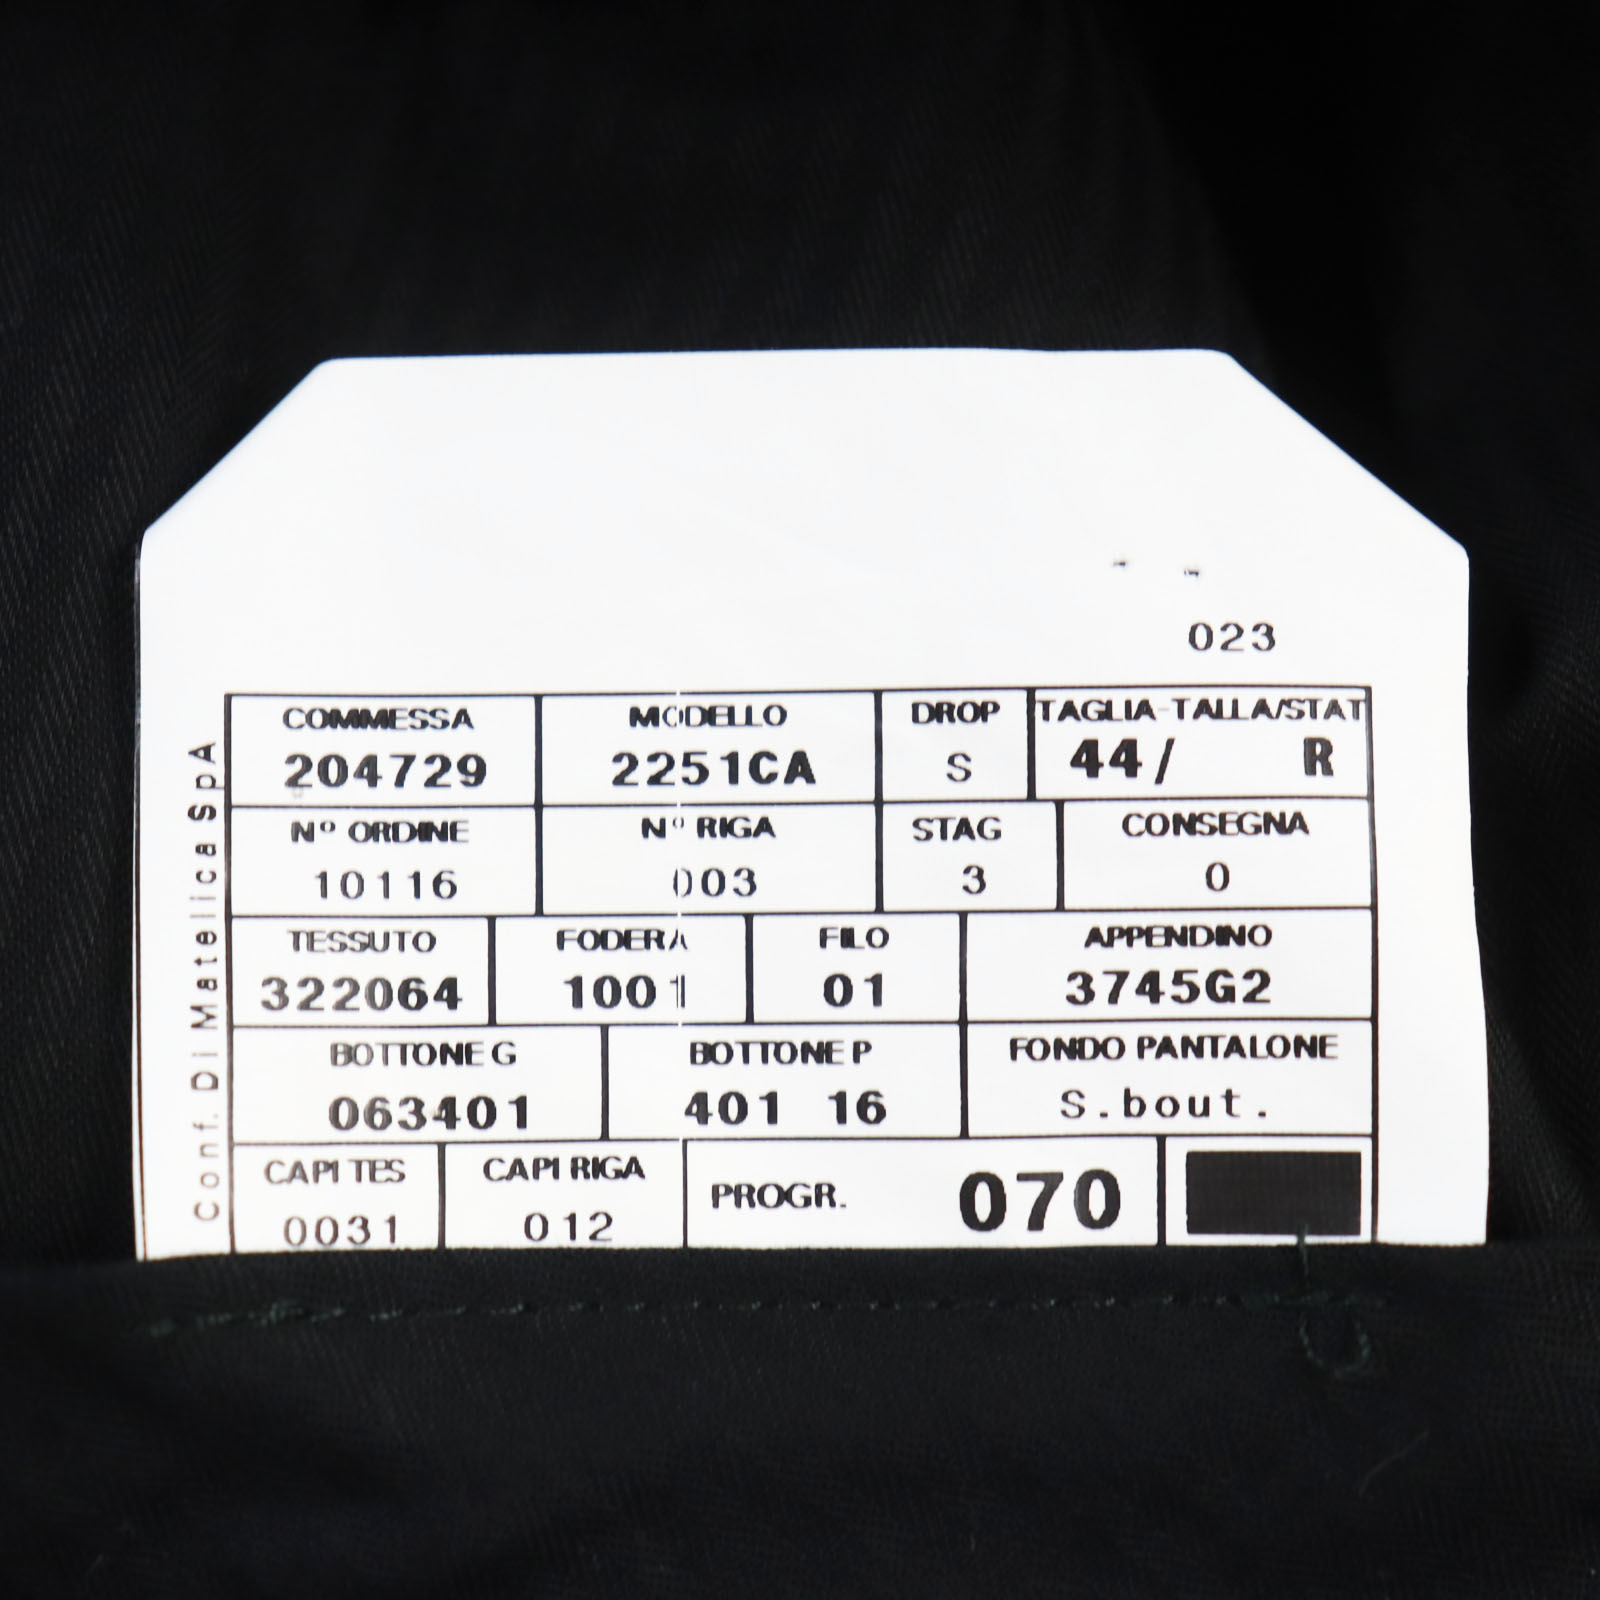 023
COMMESSA MODELLO DROP TAGLIA-TALLA/STAT
204729 2251CA S 44/ R
Nº ORDINE Nº RIGA STAG CONSEGNA
10116 003 3 0
TESSUTO FODERA FILO APPENDINO
322064 1001 01 3745G2
BOTTONE G BOTTONE P FONDO PANTALONE
063401 401 16 S.bout.
CAPI TES CAPI RIGA PROGR. 070
0031 012
Conf. Di Matelica SpA